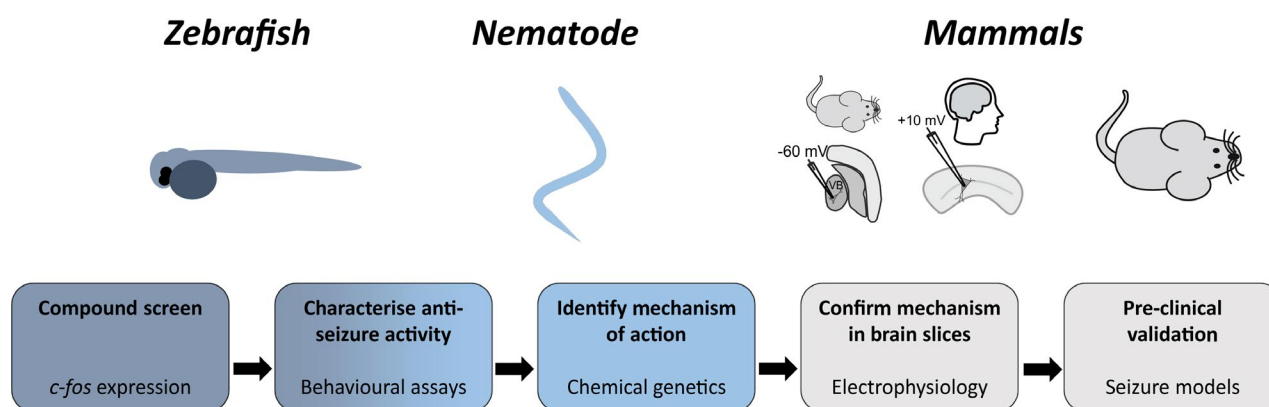 Zebrafish
Nematode
Mammals
+10 mV
-60 mV
VB
Compound screen
c-fos expression
Characterise anti-
seizure activity
Behavioural assays
Identify mechanism
of action
Chemical genetics
Confirm mechanism
in brain slices
Electrophysiology
Pre-clinical
validation
Seizure models